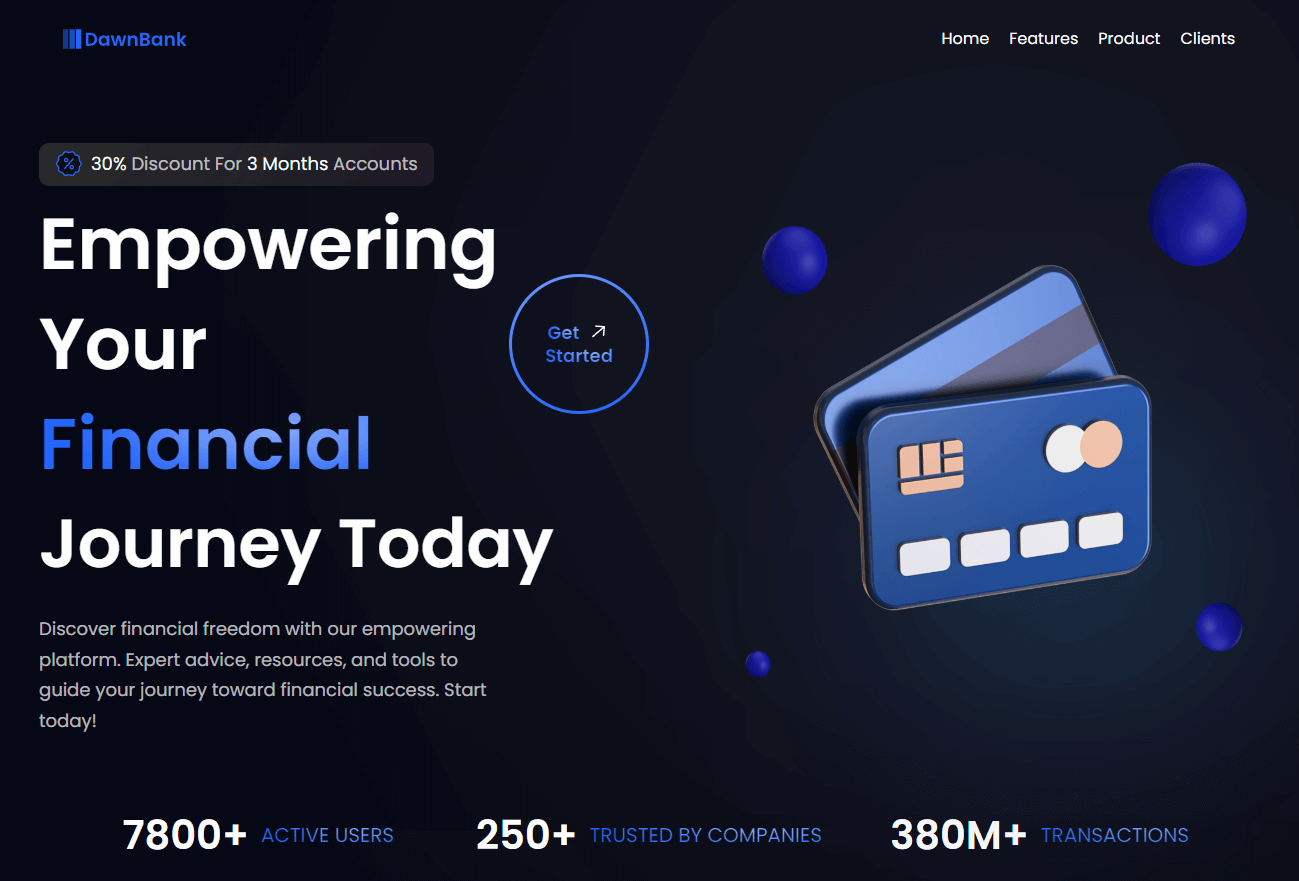 DawnBank
Home Features Product Clients
30% Discount For 3 Months Accounts
Empowering
Your
Financial
Journey Today
Get
Started
Discover financial freedom with our empowering
platform. Expert advice, resources, and tools to
guide your journey toward financial success. Start
today!
7800+ ACTIVE USERS
250+ TRUSTED BY COMPANIES
380M+ TRANSACTIONS